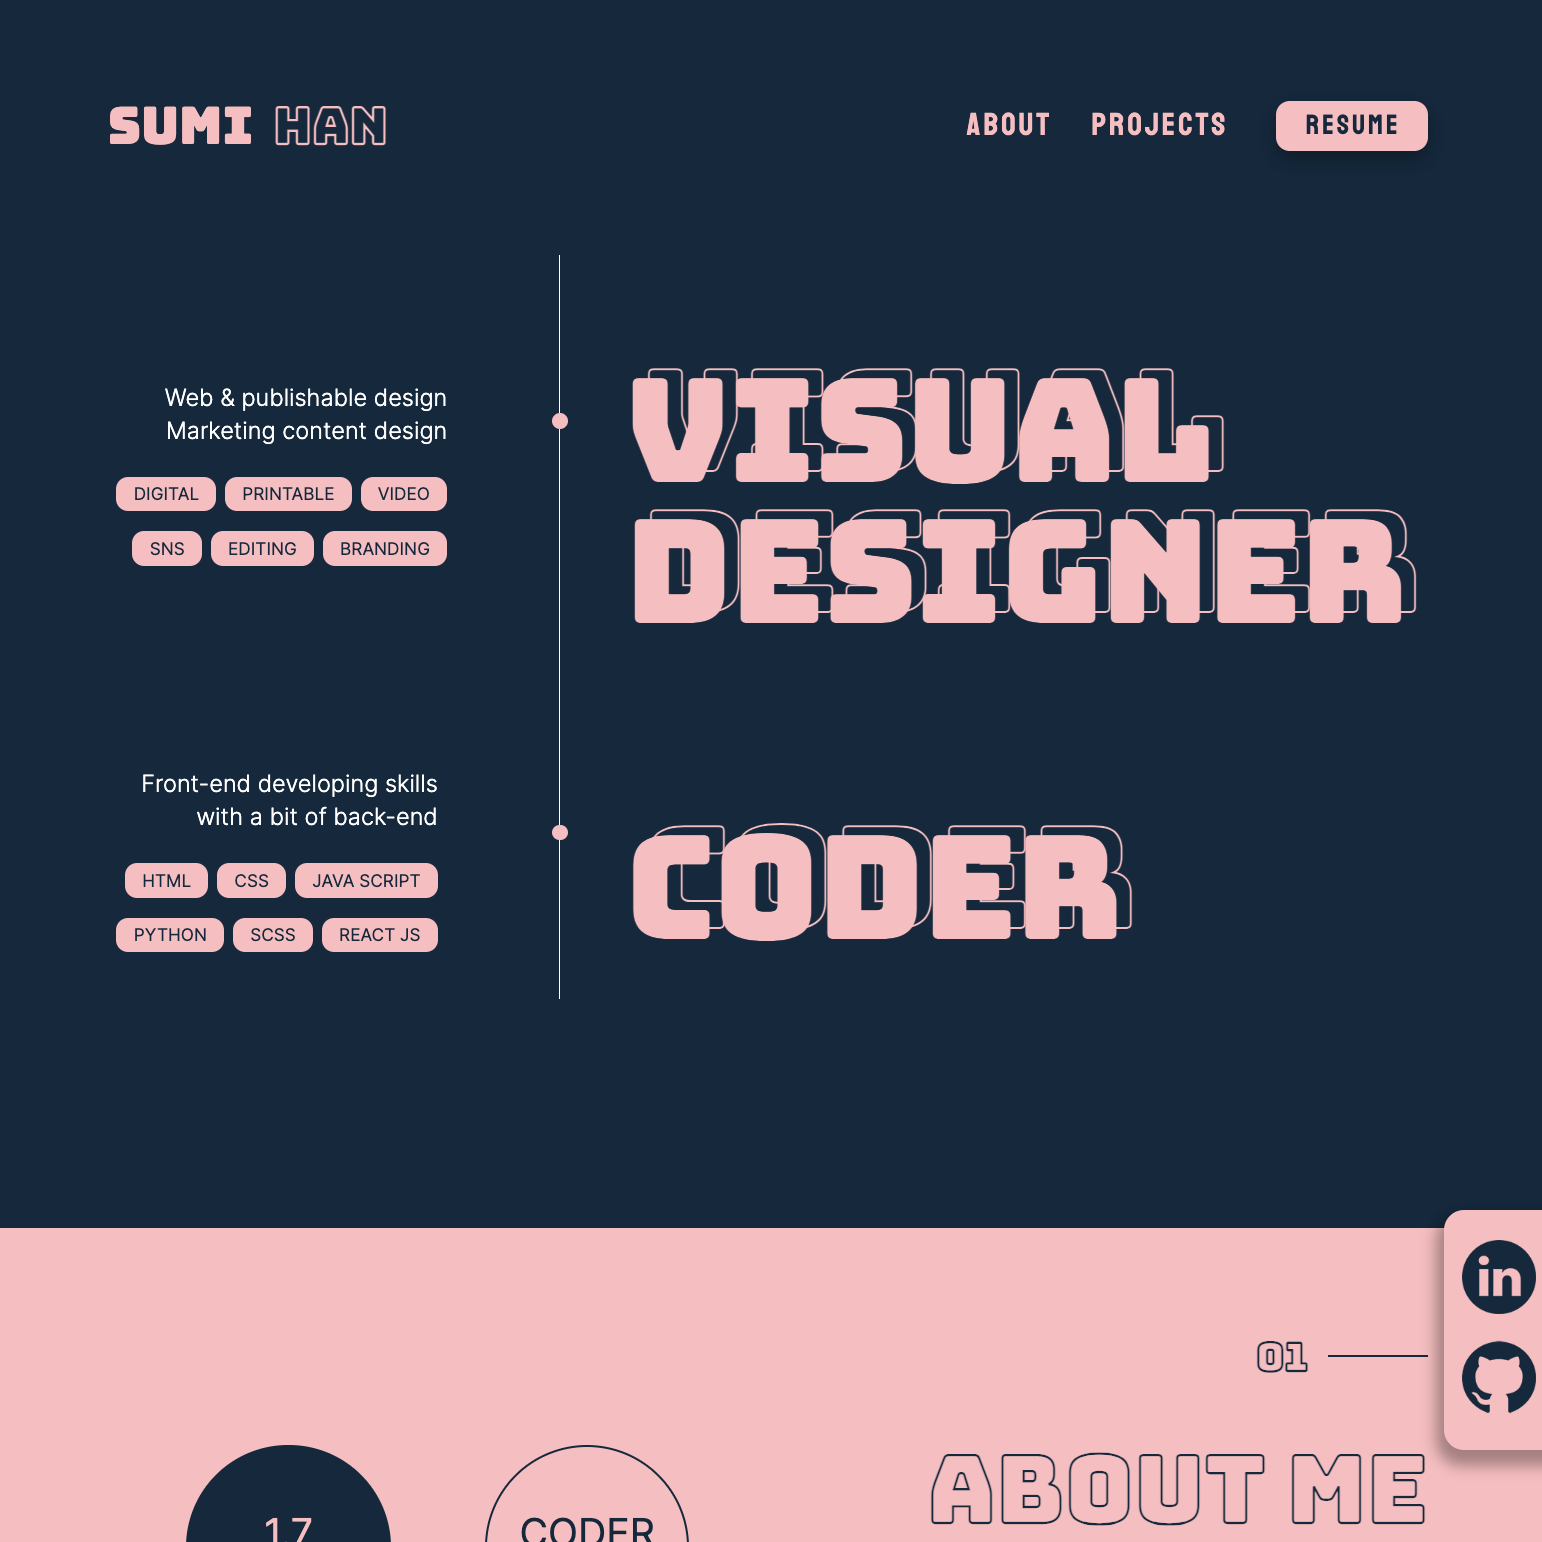 SUMI HAN
ABOUT PROJECTS RESUME
Web & publishable design
Marketing content design
DIGITAL PRINTABLE VIDEO
SNS EDITING BRANDING
VISUAL
DESIGNER
Front-end developing skills
with a bit of back-end
HTML CSS JAVA SCRIPT
PYTHON SCSS REACT JS
CODER
in
01
ABOUT ME
17
CODER